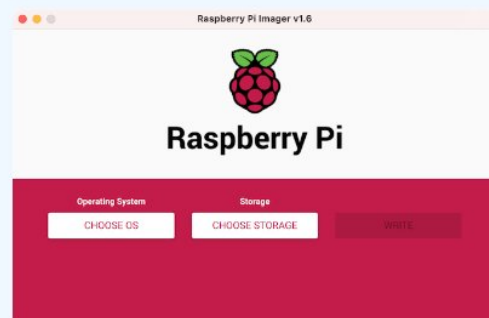 Raspberry Pi Imager v1.6
Raspberry Pi
Operating System
Storage
CHOOSE OS
CHOOSE STORAGE
WRITE